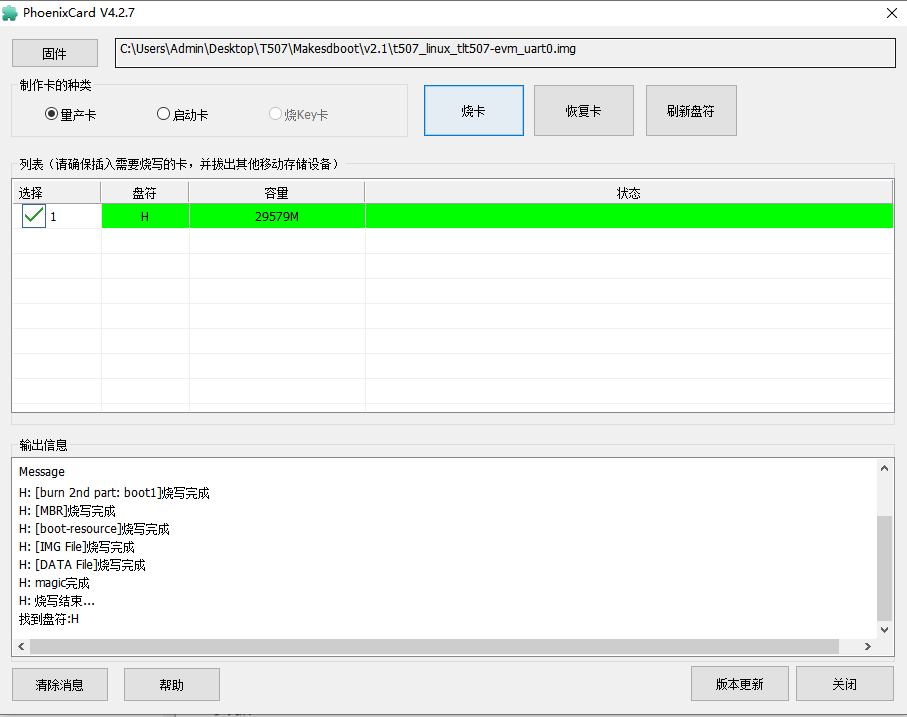 PhoenixCard V4.2.7
固件
C:\Users\Admin\Desktop\T507\Makesdboot\v2.1\t507_linux_tlt507-evm_uart0.img
制作卡的种类
量产卡 启动卡 烧Key卡
烧卡 恢复卡 刷新盘符
列表（请确保插入需要烧写的卡，并拔出其他移动存储设备）
选择 盘符 容量 状态
1 H 29579M
输出信息
Message
H: [burn 2nd part: boot1]烧写完成
H: [MBR]烧写完成
H: [boot-resource]烧写完成
H: [IMG File]烧写完成
H: [DATA File]烧写完成
H: magic完成
H: 烧写结束...
找到盘符:H
清除消息 帮助 版本更新 关闭